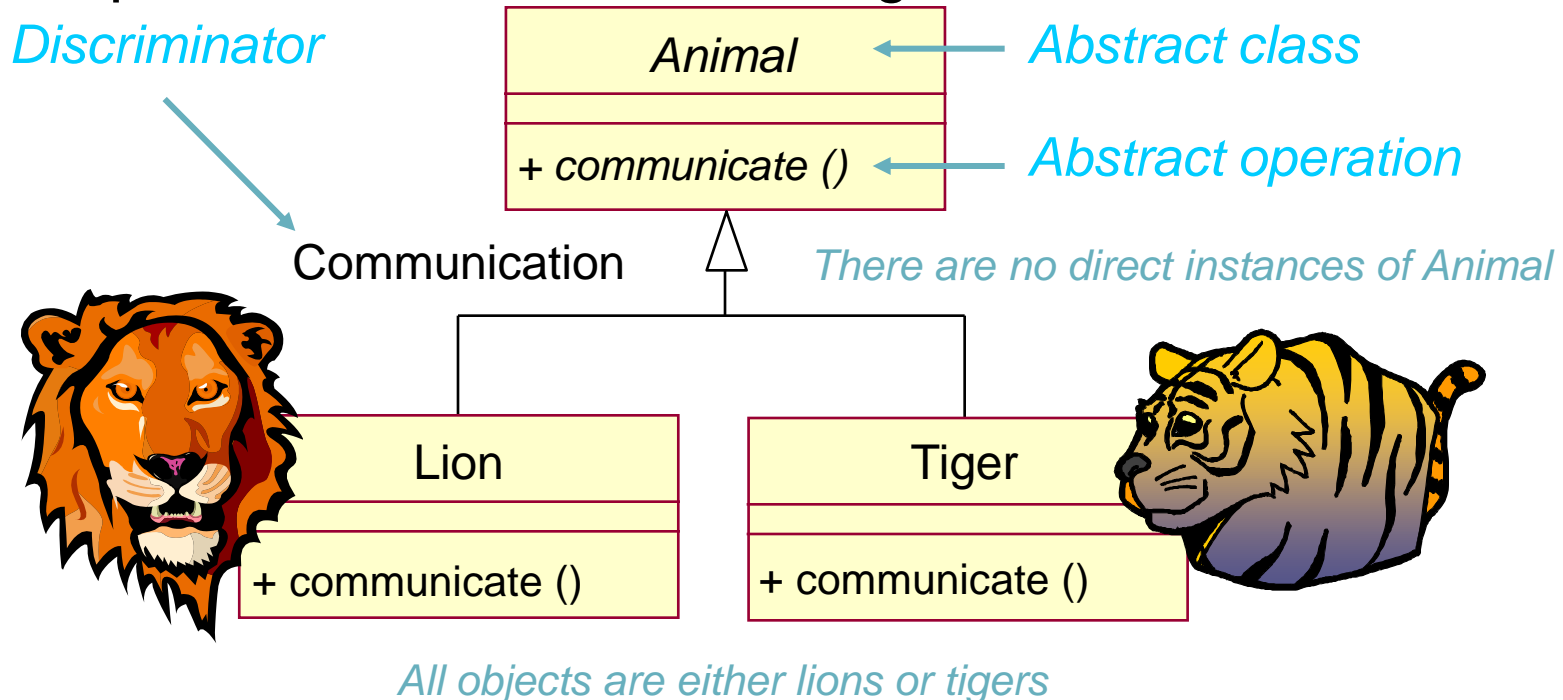 Discriminator
Animal
Abstract class
+ communicate ()
Abstract operation
Communication
There are no direct instances of Animal
Lion
Tiger
+ communicate ()
+ communicate ()
All objects are either lions or tigers